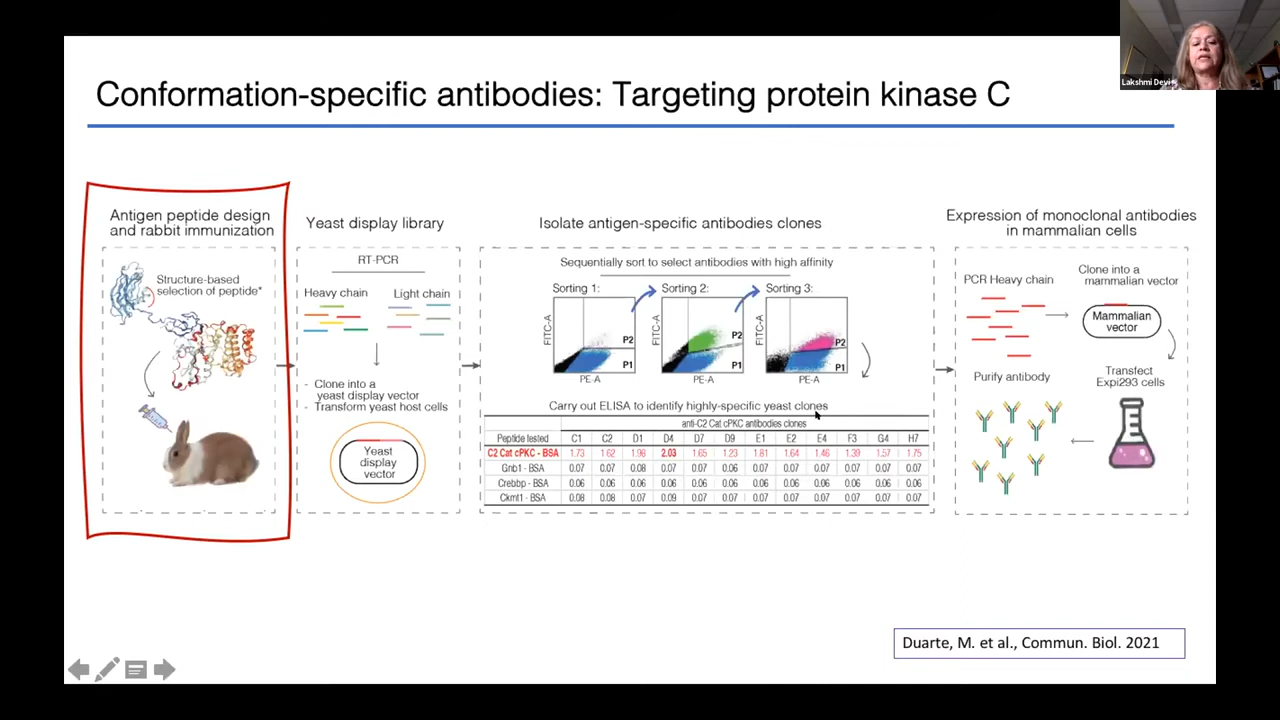 Lakshmi Devi
Conformation-specific antibodies: Targeting protein kinase C
Antigen peptide design
and rabbit immunization
Structure-based
selection of peptide*
Yeast display library
RT-PCR
Heavy chain Light chain
- Clone into a
yeast display vector
- Transform yeast host cells
Yeast
display
vector
Isolate antigen-specific antibodies clones
Sequentially sort to select antibodies with high affinity
Sorting 1: Sorting 2: Sorting 3:
FITC-A P2 P1 PE-A
FITC-A P2 P1 PE-A
FITC-A P2 P1 PE-A
Carry out ELISA to identify highly-specific yeast clones
anti-C2 Cat cPKC antibodies clones
Peptide tested C1 C2 D1 D4 D7 D9 E1 E2 E4 F3 G4 H7
C2 Cat cPKC - BSA 1.73 1.62 1.98 2.03 1.65 1.23 1.81 1.64 1.46 1.39 1.57 1.75
Gnb1 - BSA 0.07 0.07 0.08 0.07 0.07 0.06 0.07 0.07 0.07 0.07 0.07 0.07
Crebbp - BSA 0.06 0.06 0.06 0.06 0.06 0.06 0.06 0.06 0.06 0.06 0.06 0.06
Ckmt1 - BSA 0.08 0.08 0.07 0.09 0.07 0.07 0.07 0.07 0.07 0.07 0.07 0.07
Expression of monoclonal antibodies
in mammalian cells
PCR Heavy chain
Clone into a
mammalian vector
Mammalian
vector
Purify antibody
Transfect
Expi293 cells
Duarte, M. et al., Commun. Biol. 2021